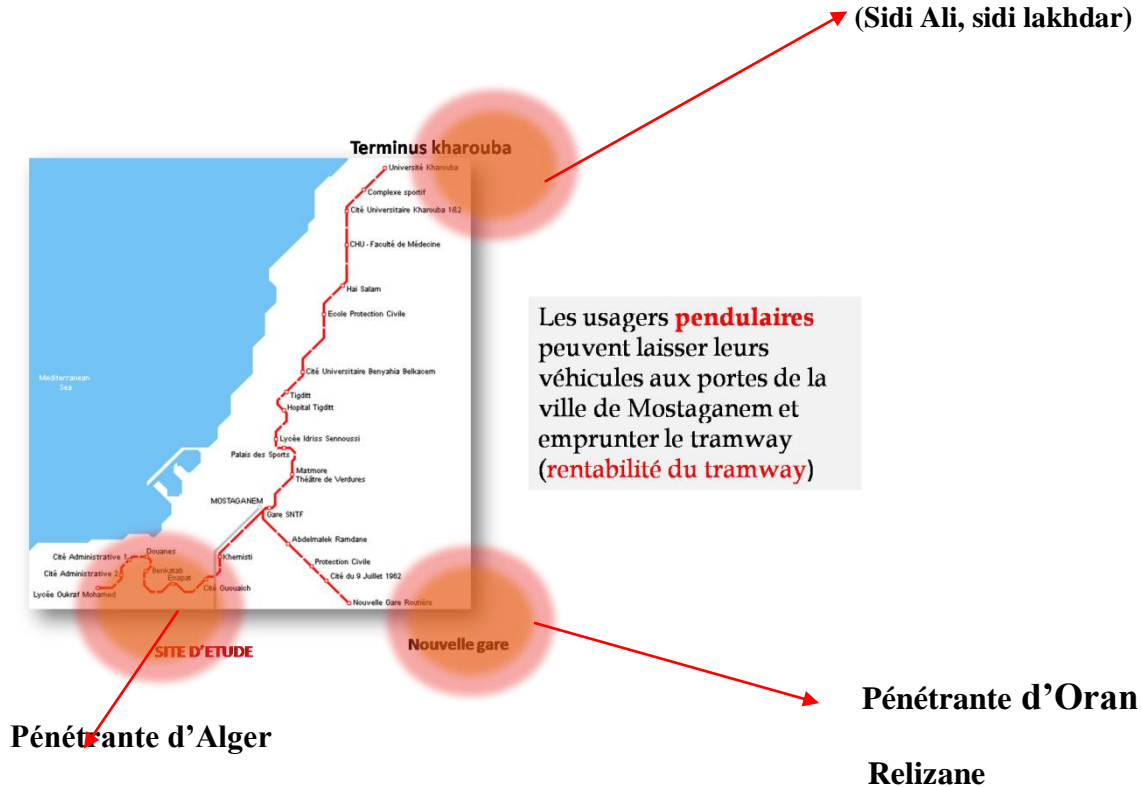 (Sidi Ali, sidi lakhdar)
Terminus kharouba
Université Kharouba
Complexe sportif
Cité Universitaire Kharouba 1&2
CHU - Faculté de Médecine
Hai Salam
Ecole Protection Civile
Les usagers pendulaires
peuvent laisser leurs
véhicules aux portes de la
ville de Mostaganem et
emprunter le tramway
(rentabilité du tramway)
Mediterranean
Sea
Cité Universitaire Benyahia Belkacem
Tigditt
Hopital Tigditt
Lycée Idriss Sennoussi
Palais des Sports
Matmore
Théâtre de Verdures
MOSTAGANEM
Gare SNTF
Abdelmalek Ramdane
Protection Civile
Cité du 9 Juillet 1962
Nouvelle Gare Routière
Khemisti
Douanes
Cité Administrative 1
Benkatab
Cité Administrative 2
Enapat
Cité Guouaich
Lycée Oukraf Mohamed
SITE D'ETUDE
Nouvelle gare
Pénétrante d'Alger
Pénétrante d'Oran
Relizane